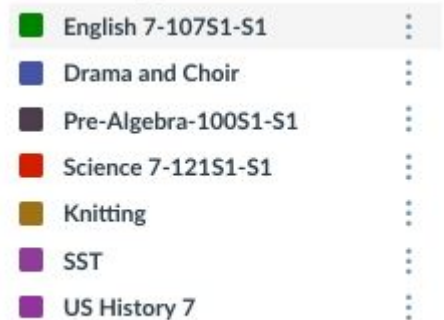 English 7-107S1-S1
Drama and Choir
Pre-Algebra-100S1-S1
Science 7-121S1-S1
Knitting
SST
US History 7